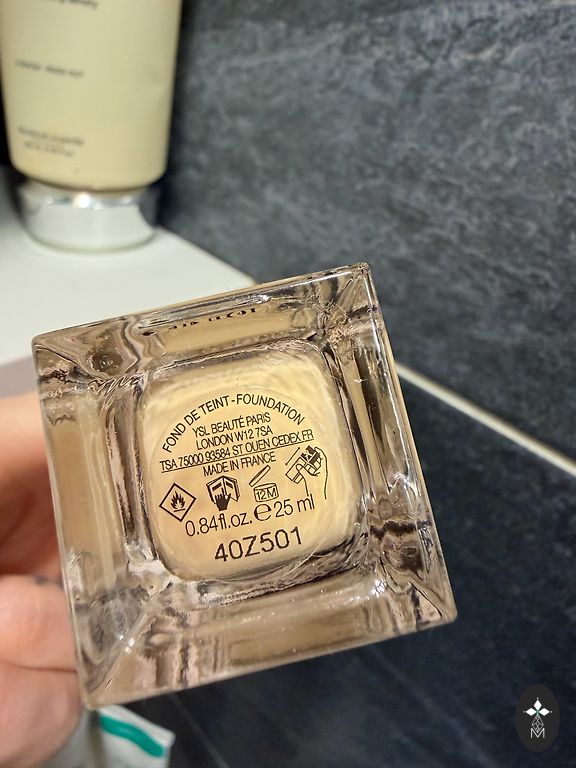 FOND DE TEINT - FOUNDATION
YSL BEAUTÉ PARIS
LONDON W12 7SA
TSA 75000 93584 ST OUEN CEDEX FR
MADE IN FRANCE
12M
0.84fl.oz. ℮ 25 ml
40Z501
M